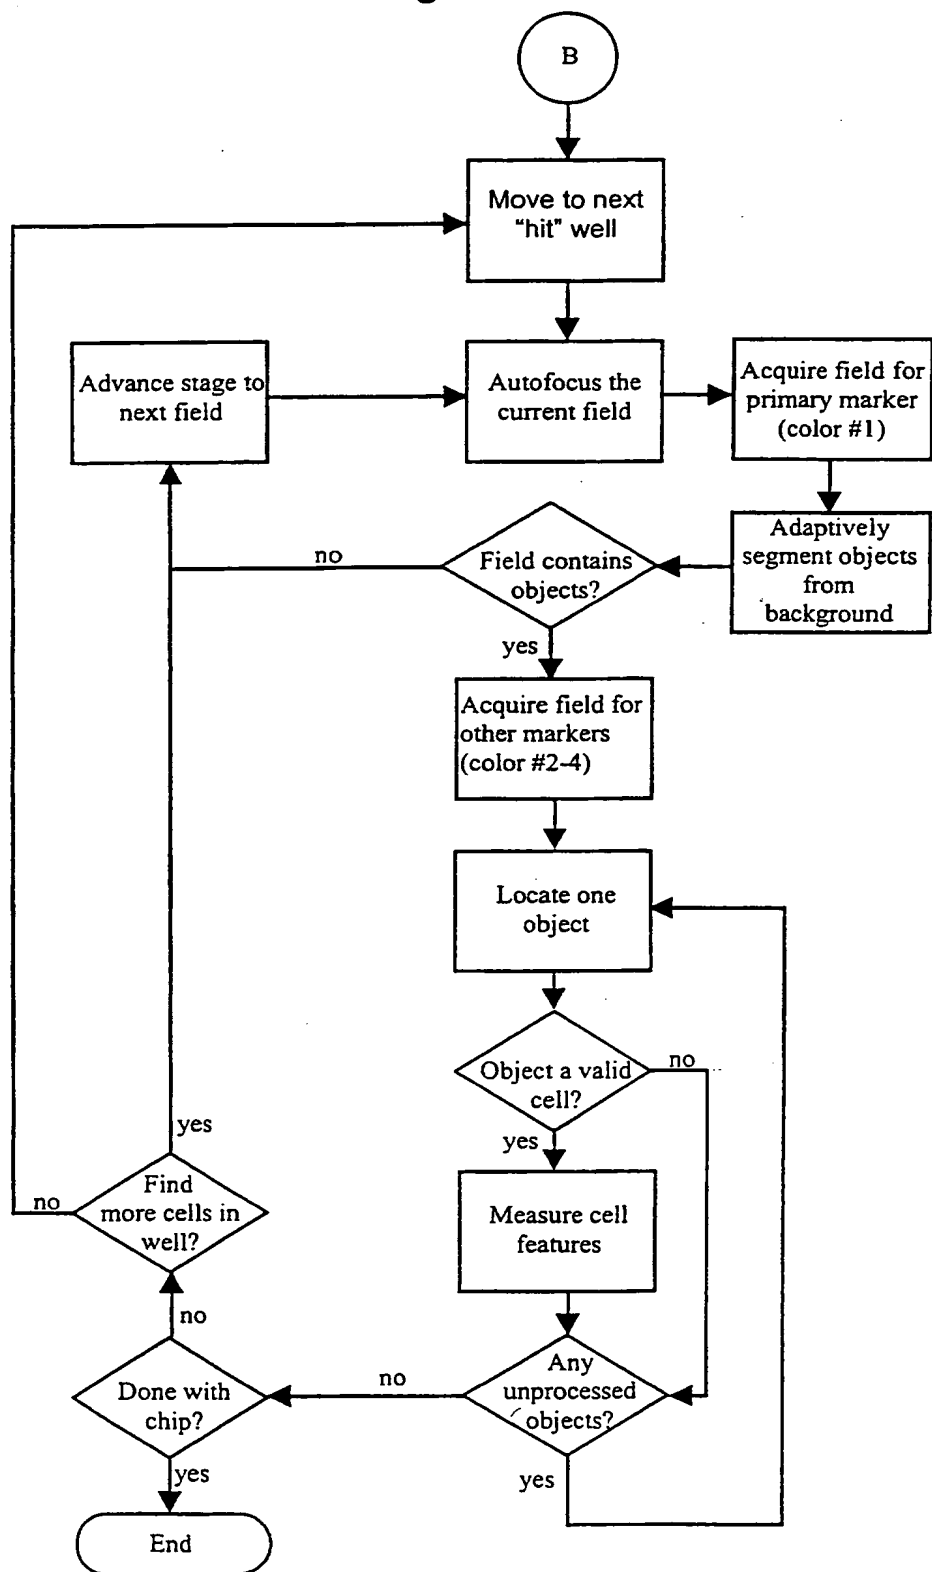 B
Move to next
"hit" well
Advance stage to
next field
Autofocus the
current field
Acquire field for
primary marker
(color #1)
Adaptively
segment objects
from
background
Field contains
objects?
no
yes
Acquire field for
other markers
(color #2-4)
Locate one
object
Object a valid
cell?
no
yes
Measure cell
features
Any
unprocessed
objects?
no
yes
Done with
chip?
no
yes
Find
more cells in
well?
yes
no
End